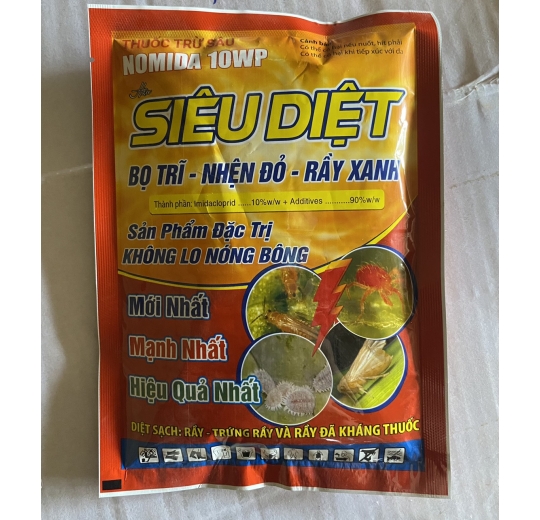 THUỐC TRỪ SÂU
NOMIDA 10WP
SIÊU DIỆT
BỌ TRĨ - NHỆN ĐỎ - RẦY XANH
Thành phần: Imidacloprid ......10%w/w + Additives ...........90%w/w
Sản Phẩm Đặc Trị
KHÔNG LO NÓNG BÔNG
Mới Nhất
Mạnh Nhất
Hiệu Quả Nhất
DIỆT SẠCH: RẦY - TRỨNG RẦY VÀ RẦY ĐÃ KHÁNG THUỐC